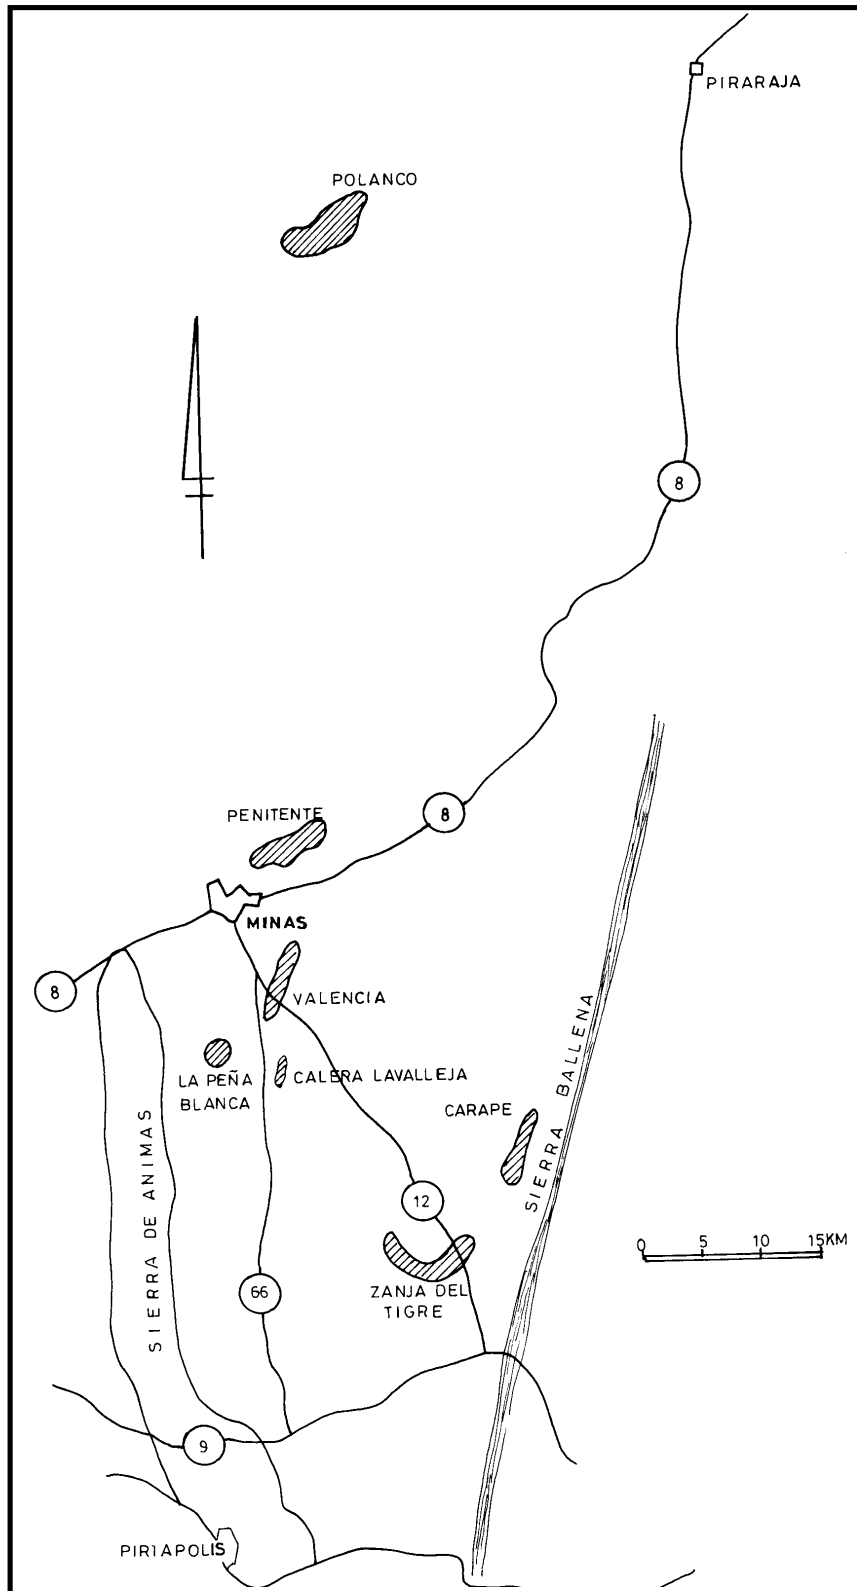 PIRARAJA
POLANCO
8
PENITENTE
8
MINAS
8
VALENCIA
LA PEÑA
BLANCA
CALERA LAVALLEJA
CARAPE
SIERRA BALLENA
SIERRA DE ANIMAS
12
0 5 10 15KM
66
ZANJA DEL
TIGRE
9
PIRIAPOLIS